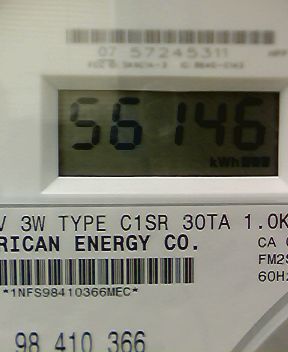 07 57245311
56146
kWh
V 3W TYPE C1SR 30TA 1.0K
RICAN ENERGY CO.
CA
FM2S
60Hz
*1NFS98410366MEC*
98 410 366